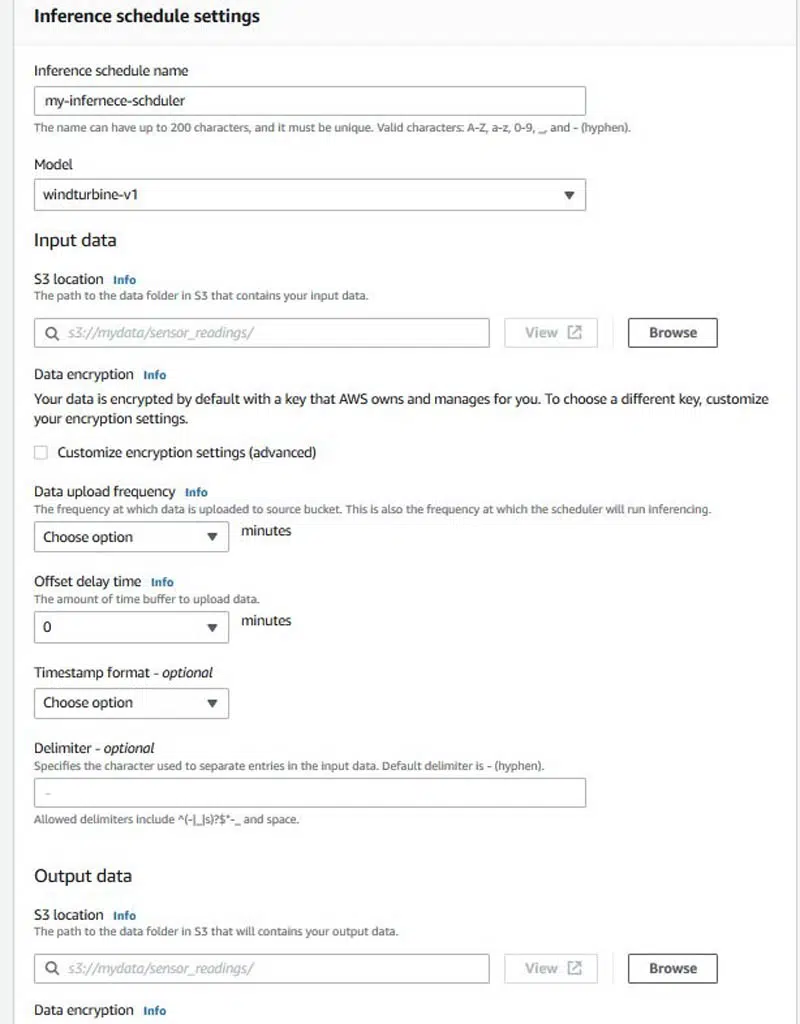 Inference schedule settings
Inference schedule name
my-infernece-schduler
The name can have up to 200 characters, and it must be unique. Valid characters: A-Z, a-z, 0-9, _, and - (hyphen).
Model
windturbine-v1
Input data
S3 location Info
The path to the data folder in S3 that contains your input data.
s3://mydata/sensor_readings/ View Browse
Data encryption Info
Your data is encrypted by default with a key that AWS owns and manages for you. To choose a different key, customize
your encryption settings.
Customize encryption settings (advanced)
Data upload frequency Info
The frequency at which data is uploaded to source bucket. This is also the frequency at which the scheduler will run inferencing.
Choose option minutes
Offset delay time Info
The amount of time buffer to upload data.
0 minutes
Timestamp format - optional
Choose option
Delimiter - optional
Specifies the character used to separate entries in the input data. Default delimiter is - (hyphen).
-
Allowed delimiters include ^(-|_|s)?$*-_ and space.
Output data
S3 location Info
The path to the data folder in S3 that will contains your output data.
s3://mydata/sensor_readings/ View Browse
Data encryption Info